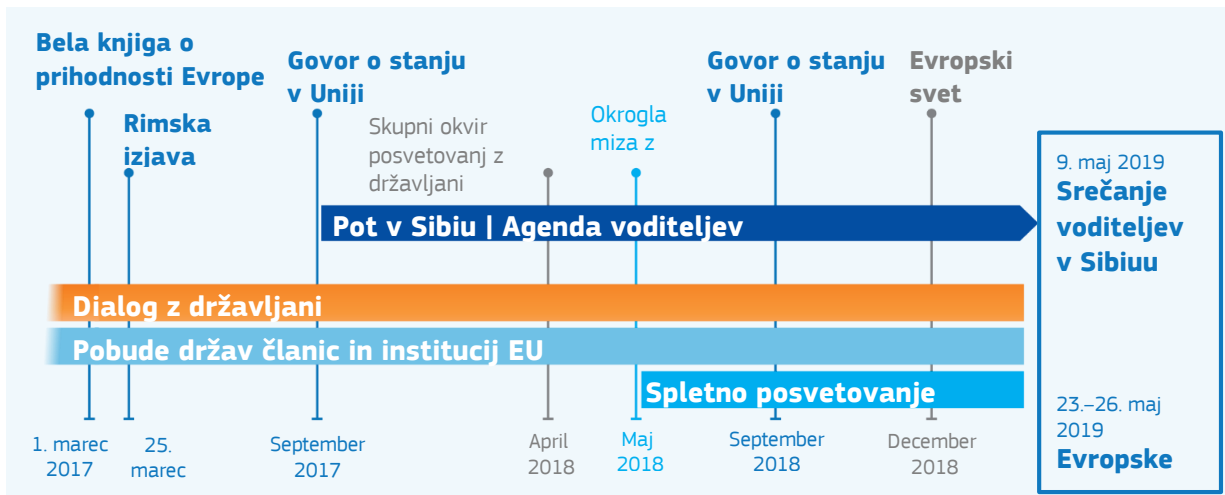 Bela knjiga o
prihodnosti Evrope
Rimska
izjava
Govor o stanju
v Uniji
Skupni okvir
posvetovanj z
državljani
Okrogla
miza z
Govor o stanju
v Uniji
Evropski
svet
Pot v Sibiu | Agenda voditeljev
Dialog z državljani
Pobude držav članic in institucij EU
Spletno posvetovanje
1. marec
2017
25.
marec
September
2017
April
2018
Maj
2018
September
2018
December
2018
9. maj 2019
Srečanje
voditeljev
v Sibiuu
23.–26. maj
2019
Evropske